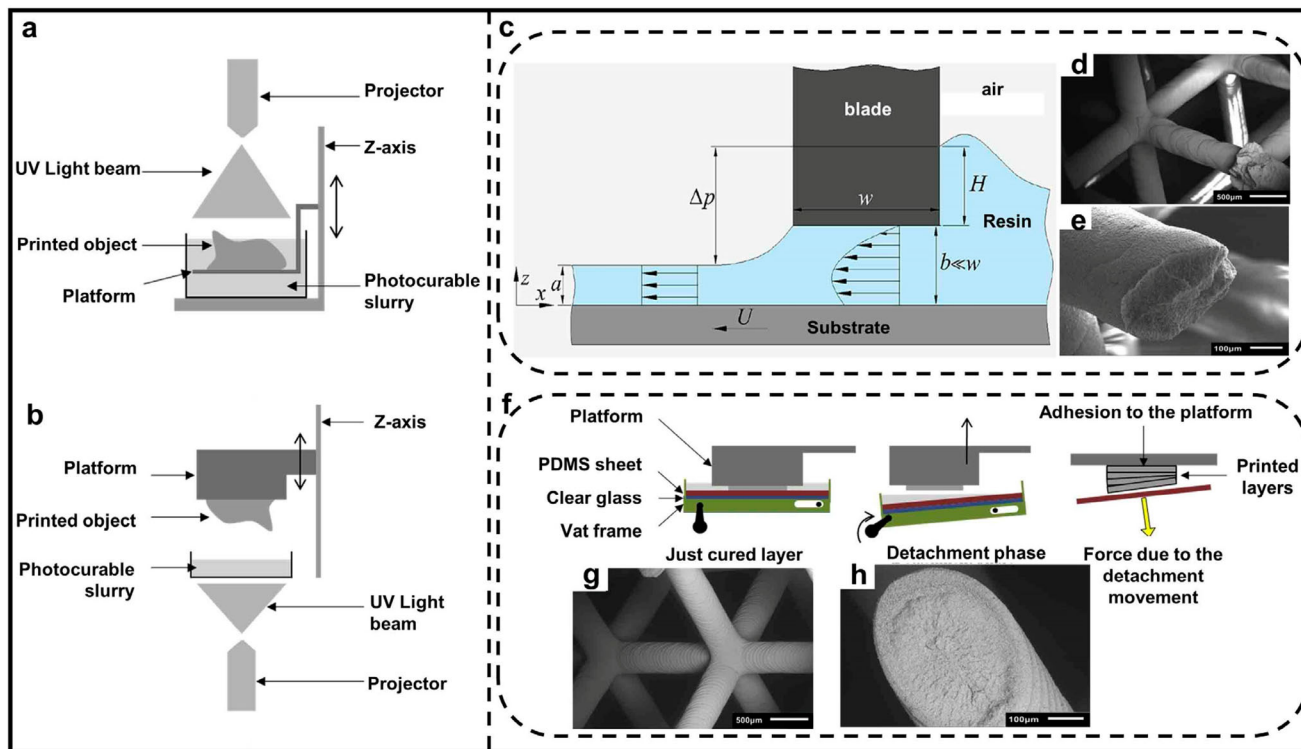 a
Projector
Z-axis
UV Light beam
Printed object
Platform
Photocurable
slurry
b
Z-axis
Platform
Printed object
Photocurable
slurry
UV Light
beam
Projector
c
blade
air
Δp
w
H
Resin
b≪w
z
x
a
U
Substrate
d
500µm
e
100µm
f
Platform
PDMS sheet
Clear glass
Vat frame
Just cured layer
Detachment phase
Adhesion to the platform
Printed
layers
Force due to the
detachment
movement
g
500µm
h
100µm